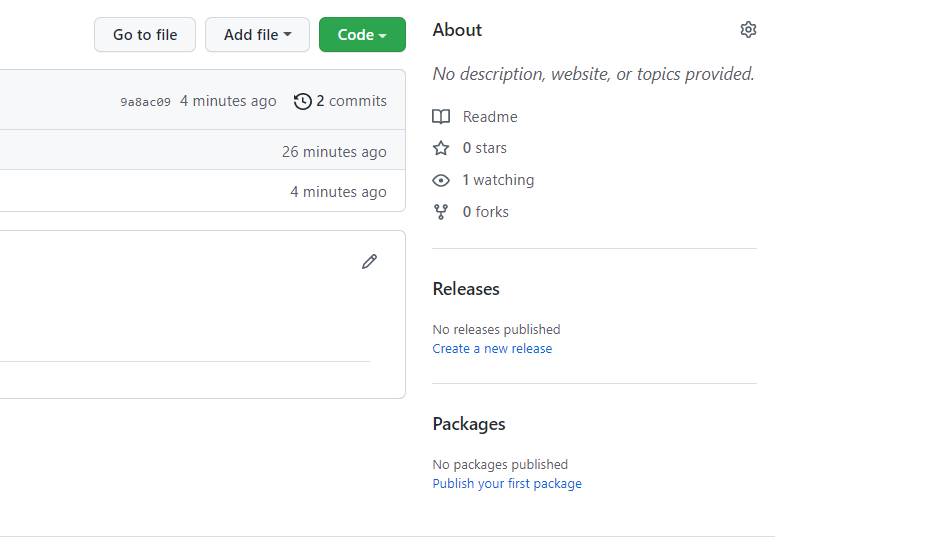 Go to file Add file Code
9a8ac09 4 minutes ago 2 commits
26 minutes ago
4 minutes ago
About
No description, website, or topics provided.
Readme
0 stars
1 watching
0 forks
Releases
No releases published
Create a new release
Packages
No packages published
Publish your first package